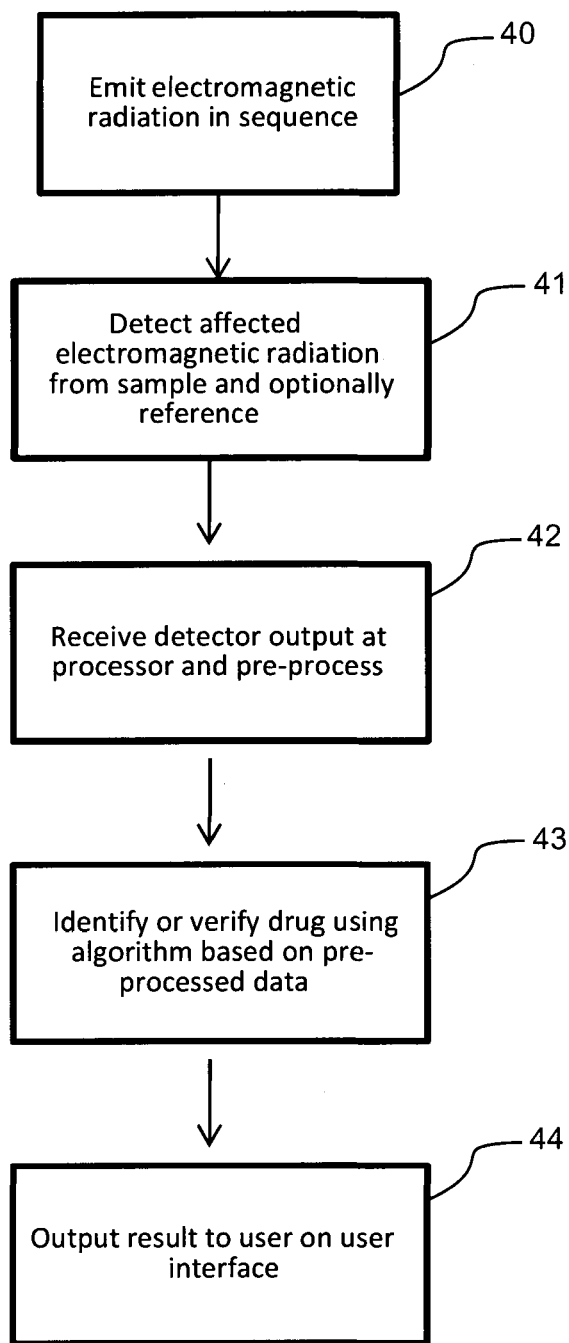 40
Emit electromagnetic
radiation in sequence
41
Detect affected
electromagnetic radiation
from sample and optionally
reference
42
Receive detector output at
processor and pre-process
43
Identify or verify drug using
algorithm based on pre-
processed data
44
Output result to user on user
interface